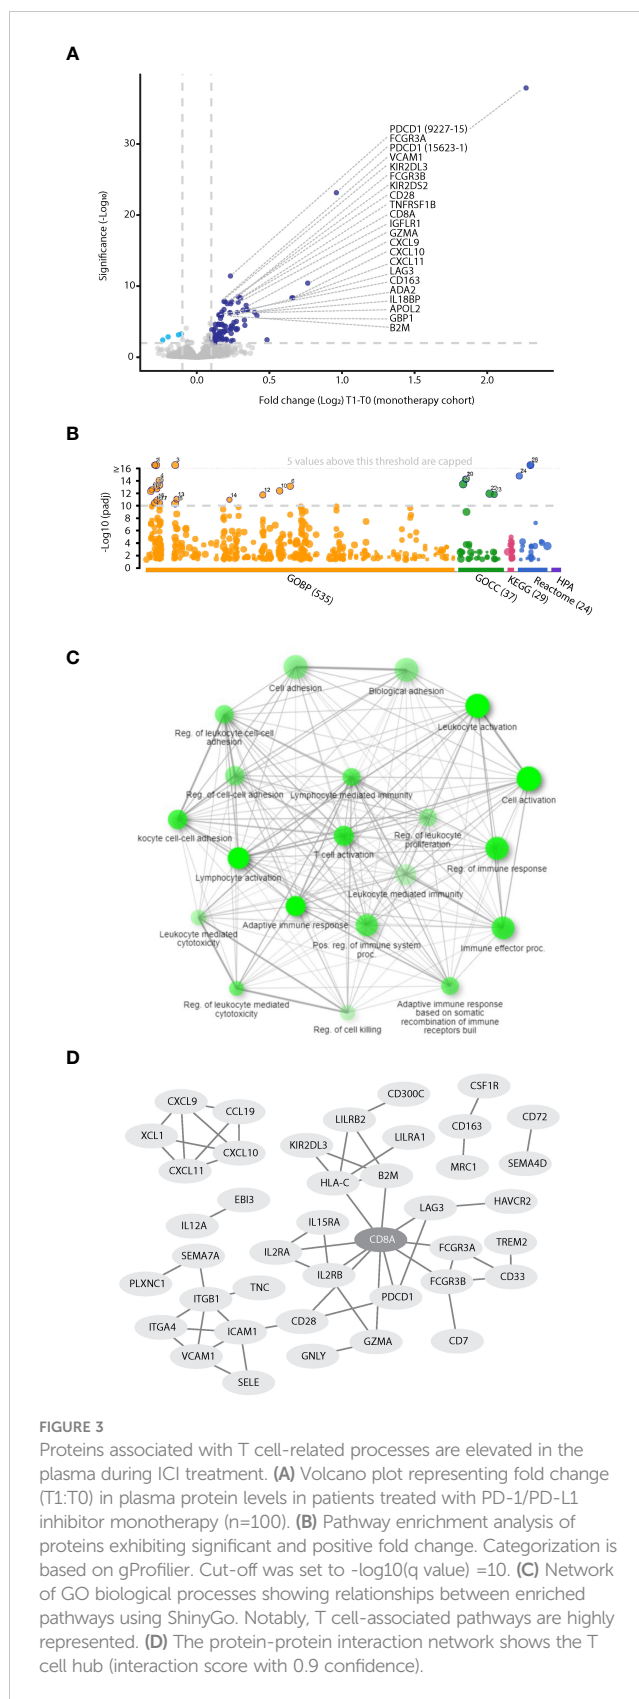 A
30
20
10
0
Significance (-Log₁₀)
PDCD1 (9227-15)
FCGR3A
PDCD1 (15623-1)
VCAM1
KIR2DL3
FCGR3B
KIR2DS2
CD28
TNFRSF1B
CD8A
IGFLR1
GZMA
CXCL9
CXCL10
CXCL11
LAG3
CD163
ADA2
IL18BP
APOL2
GBP1
B2M
0.0 0.5 1.0 1.5 2.0
Fold change (Log₂) T1-T0 (monotherapy cohort)
B
5 values above this threshold are capped
-Log10 (padj)
≥16
14
12
10
8
6
4
2
0
3
4
6
10
12
13
14
20
24
GOBP (535)
GOCC (37)
KEGG (29)
Reactome (24)
HPA
C
Cell adhesion
Biological adhesion
Leukocyte activation
Reg. of leukocyte cell-cell
adhesion
Reg. of cell-cell adhesion
Lymphocyte mediated immunity
Cell activation
kocyte cell-cell adhesion
T cell activation
Reg. of leukocyte
proliferation
Lymphocyte activation
Reg. of immune response
Leukocyte mediated immunity
Leukocyte mediated
cytotoxicity
Adaptive immune response
Pos. reg. of immune system
proc.
Immune effector proc.
Reg. of leukocyte mediated
cytotoxicity
Reg. of cell killing
Adaptive immune response
based on somatic
recombination of immune
receptors buil
D
CXCL9
CCL19
XCL1
CXCL10
CXCL11
CD300C
LILRB2
KIR2DL3
LILRA1
HLA-C
B2M
CSF1R
CD163
MRC1
CD72
SEMA4D
EBI3
IL12A
IL15RA
IL2RA
IL2RB
CD8A
LAG3
HAVCR2
FCGR3A
TREM2
FCGR3B
CD33
PDCD1
CD7
SEMA7A
PLXNC1
ITGB1
TNC
ITGA4
ICAM1
CD28
VCAM1
GNLY
GZMA
SELE
FIGURE 3
Proteins associated with T cell-related processes are elevated in the
plasma during ICI treatment. (A) Volcano plot representing fold change
(T1:T0) in plasma protein levels in patients treated with PD-1/PD-L1
inhibitor monotherapy (n=100). (B) Pathway enrichment analysis of
proteins exhibiting significant and positive fold change. Categorization is
based on gProfilier. Cut-off was set to -log10(q value) =10. (C) Network
of GO biological processes showing relationships between enriched
pathways using ShinyGo. Notably, T cell-associated pathways are highly
represented. (D) The protein-protein interaction network shows the T
cell hub (interaction score with 0.9 confidence).